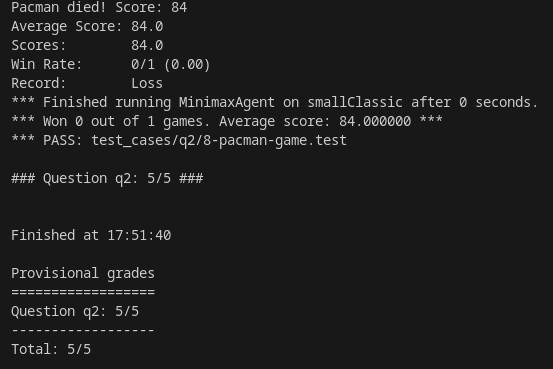 Pacman died! Score: 84
Average Score: 84.0
Scores:        84.0
Win Rate:      0/1 (0.00)
Record:        Loss
*** Finished running MinimaxAgent on smallClassic after 0 seconds.
*** Won 0 out of 1 games. Average score: 84.000000 ***
*** PASS: test_cases/q2/8-pacman-game.test
### Question q2: 5/5 ###
Finished at 17:51:40
Provisional grades
==================
Question q2: 5/5
------------------
Total: 5/5